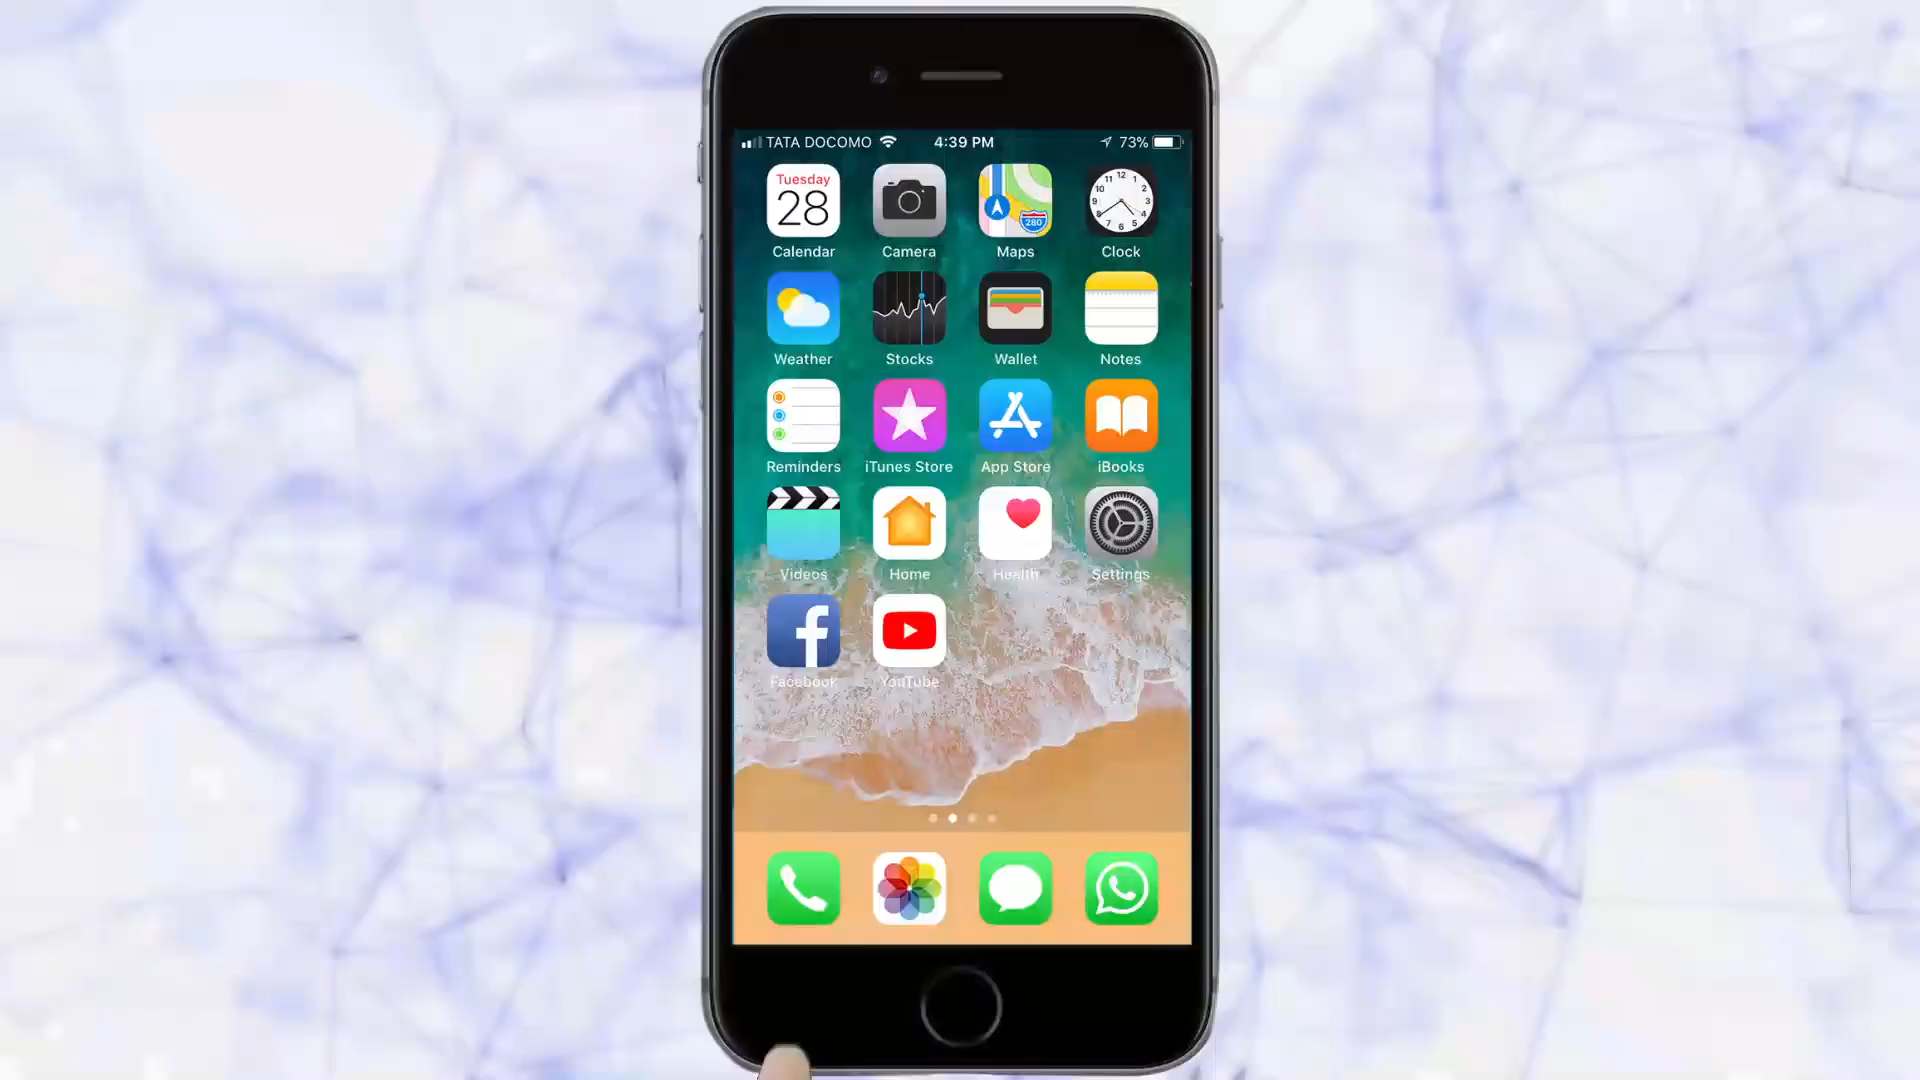 TATA DOCOMO 4:39 PM 73%
Tuesday
28
Calendar Camera Maps Clock
280
Weather Stocks Wallet Notes
Reminders iTunes Store App Store iBooks
Videos Home Health Settings
Facebook YouTube